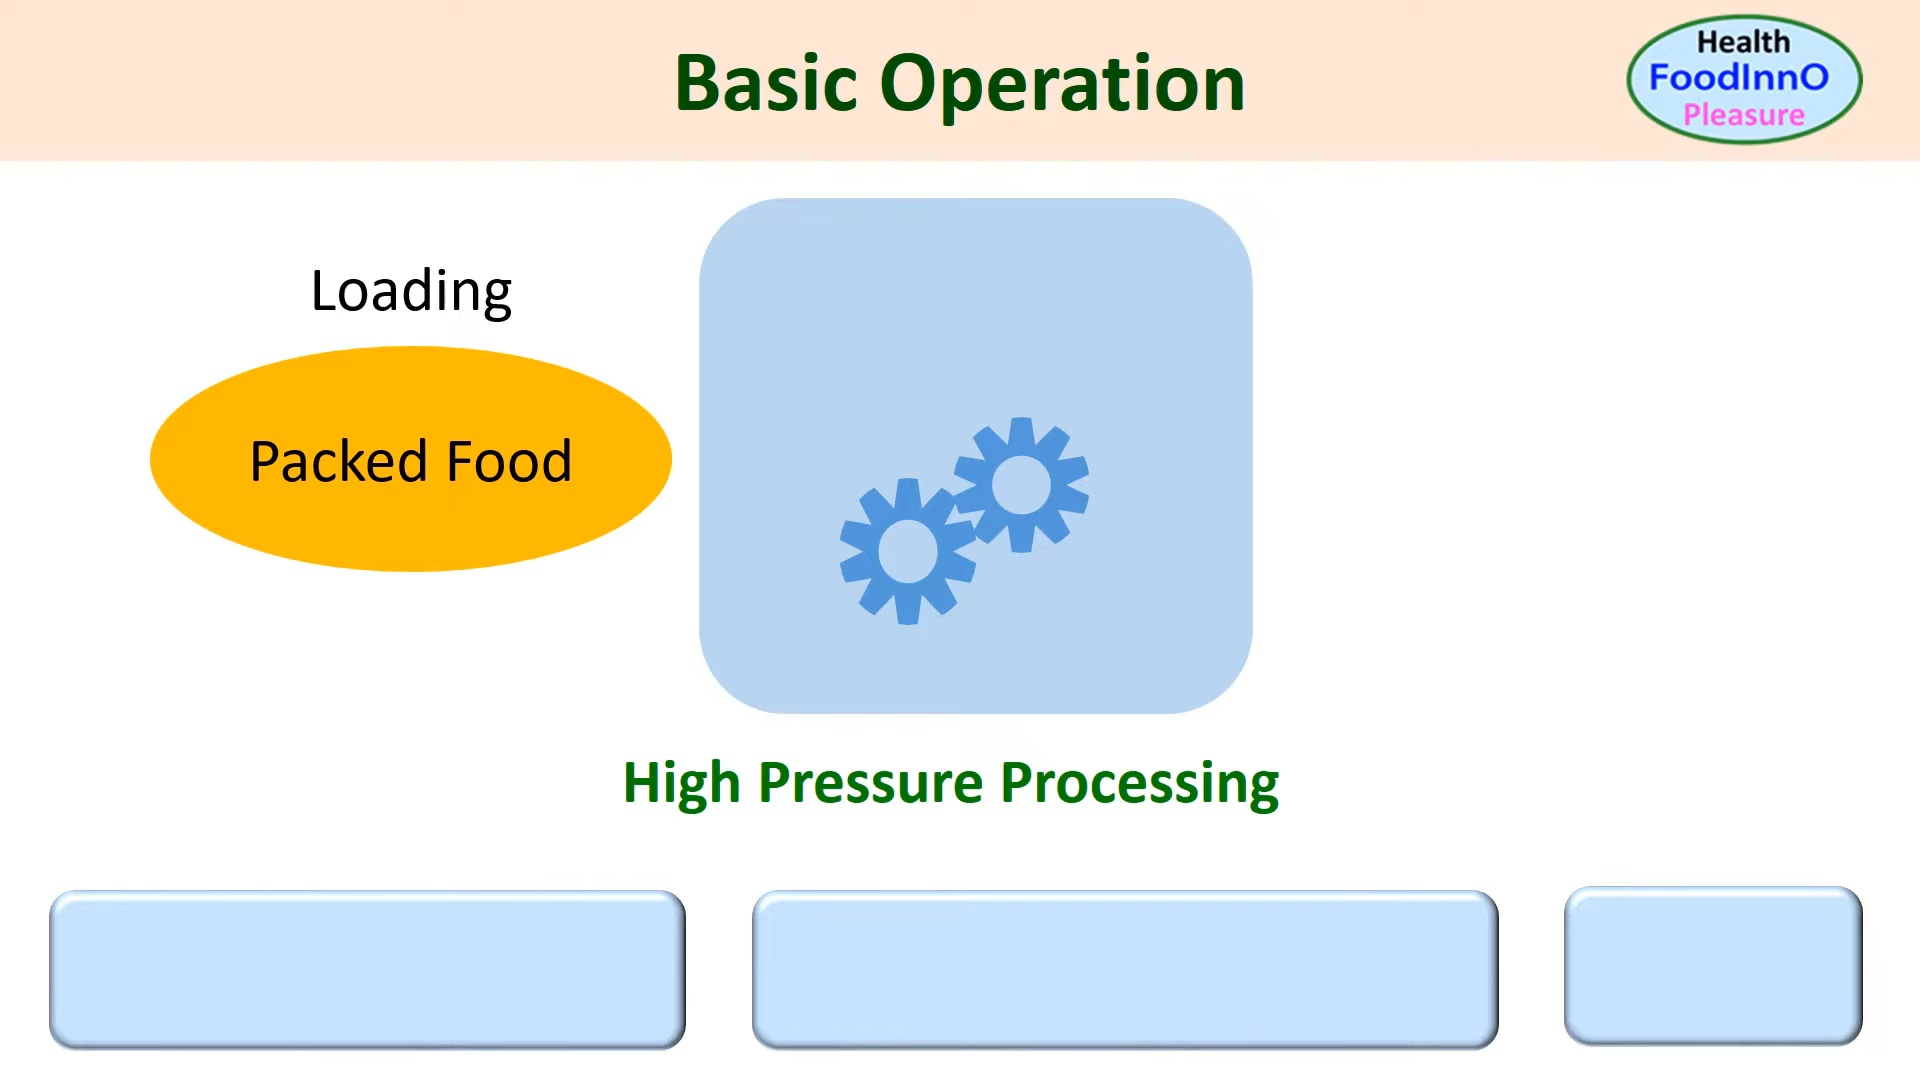 Basic Operation
Health
FoodInnO
Pleasure
Loading
Packed Food
High Pressure Processing